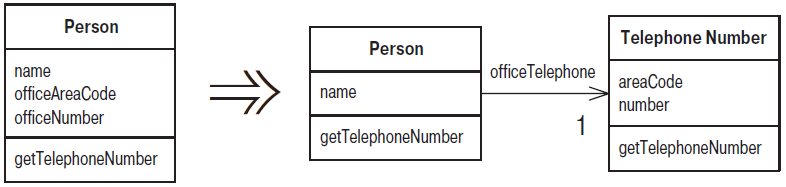 Person
name
officeAreaCode
officeNumber
getTelephoneNumber
Person
name
getTelephoneNumber
officeTelephone
1
Telephone Number
areaCode
number
getTelephoneNumber